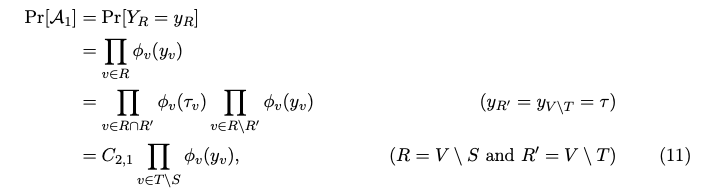 Pr[𝒜₁] = Pr[Y_R = y_R]
= ∏_{v∈R} ϕ_v(y_v)
= ∏_{v∈R∩R′} ϕ_v(τ_v) ∏_{v∈R\R′} ϕ_v(y_v) (y_{R′} = y_{V\T} = τ)
= C_{2,1} ∏_{v∈T\S} ϕ_v(y_v), (R = V \ S and R′ = V \ T) (11)